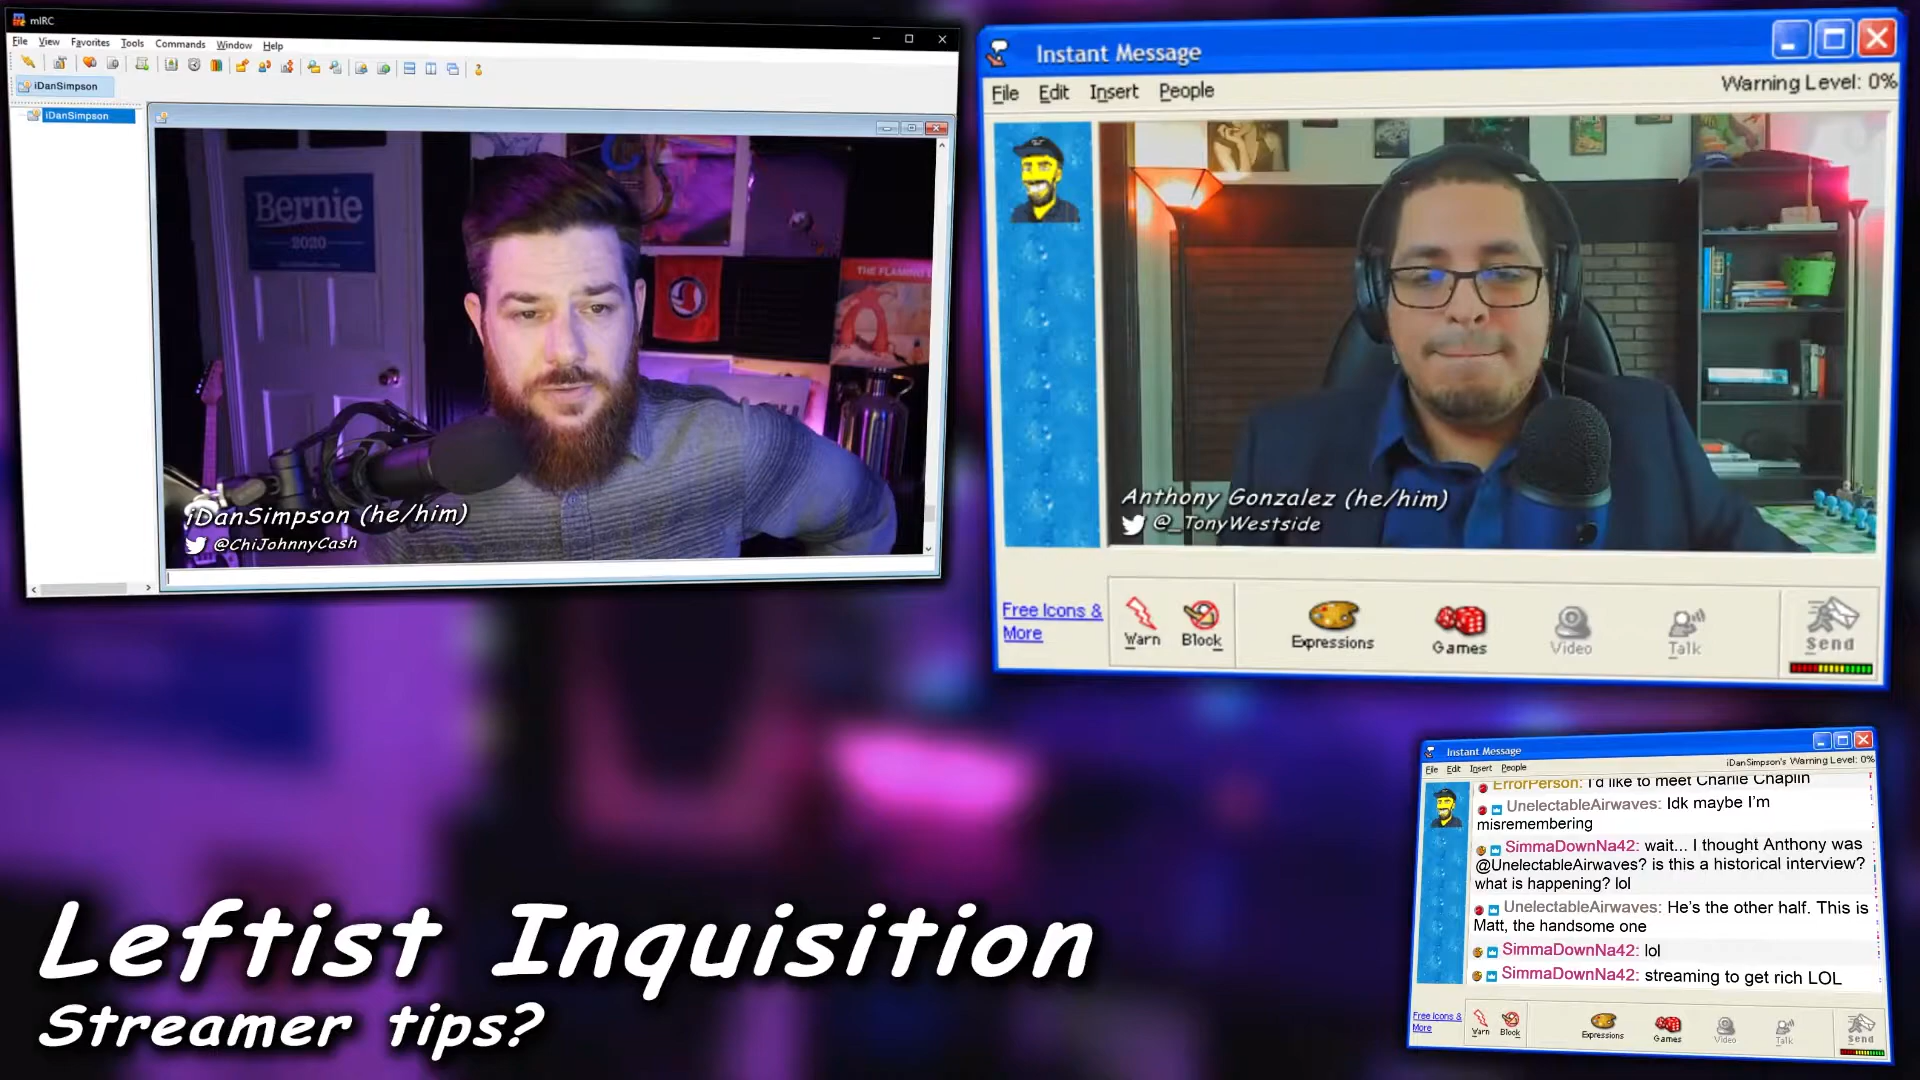 mIRC
File View Favorites Tools Commands Window Help
iDanSimpson
iDanSimpson
Bernie
2020
THE FLAMING
iDanSimpson (he/him)
@ChiJohnnyCash
Instant Message
File Edit Insert People
Warning Level: 0%
Anthony Gonzalez (he/him)
@_TonyWestside
Free Icons &
More
Warn Block Expressions Games Video Talk Send
Leftist Inquisition
Streamer tips?
Instant Message
File Edit Insert People
iDanSimpson's Warning Level: 0%
ErrorPerson: I'd like to meet Charlie Chaplin
UnelectableAirwaves: Idk maybe I'm
misremembering
SimmaDownNa42: wait... I thought Anthony was
@UnelectableAirwaves? is this a historical interview?
what is happening? lol
UnelectableAirwaves: He's the other half. This is
Matt, the handsome one
SimmaDownNa42: lol
SimmaDownNa42: streaming to get rich LOL
Free Icons &
More
Warn Block Expressions Games Video Talk Send